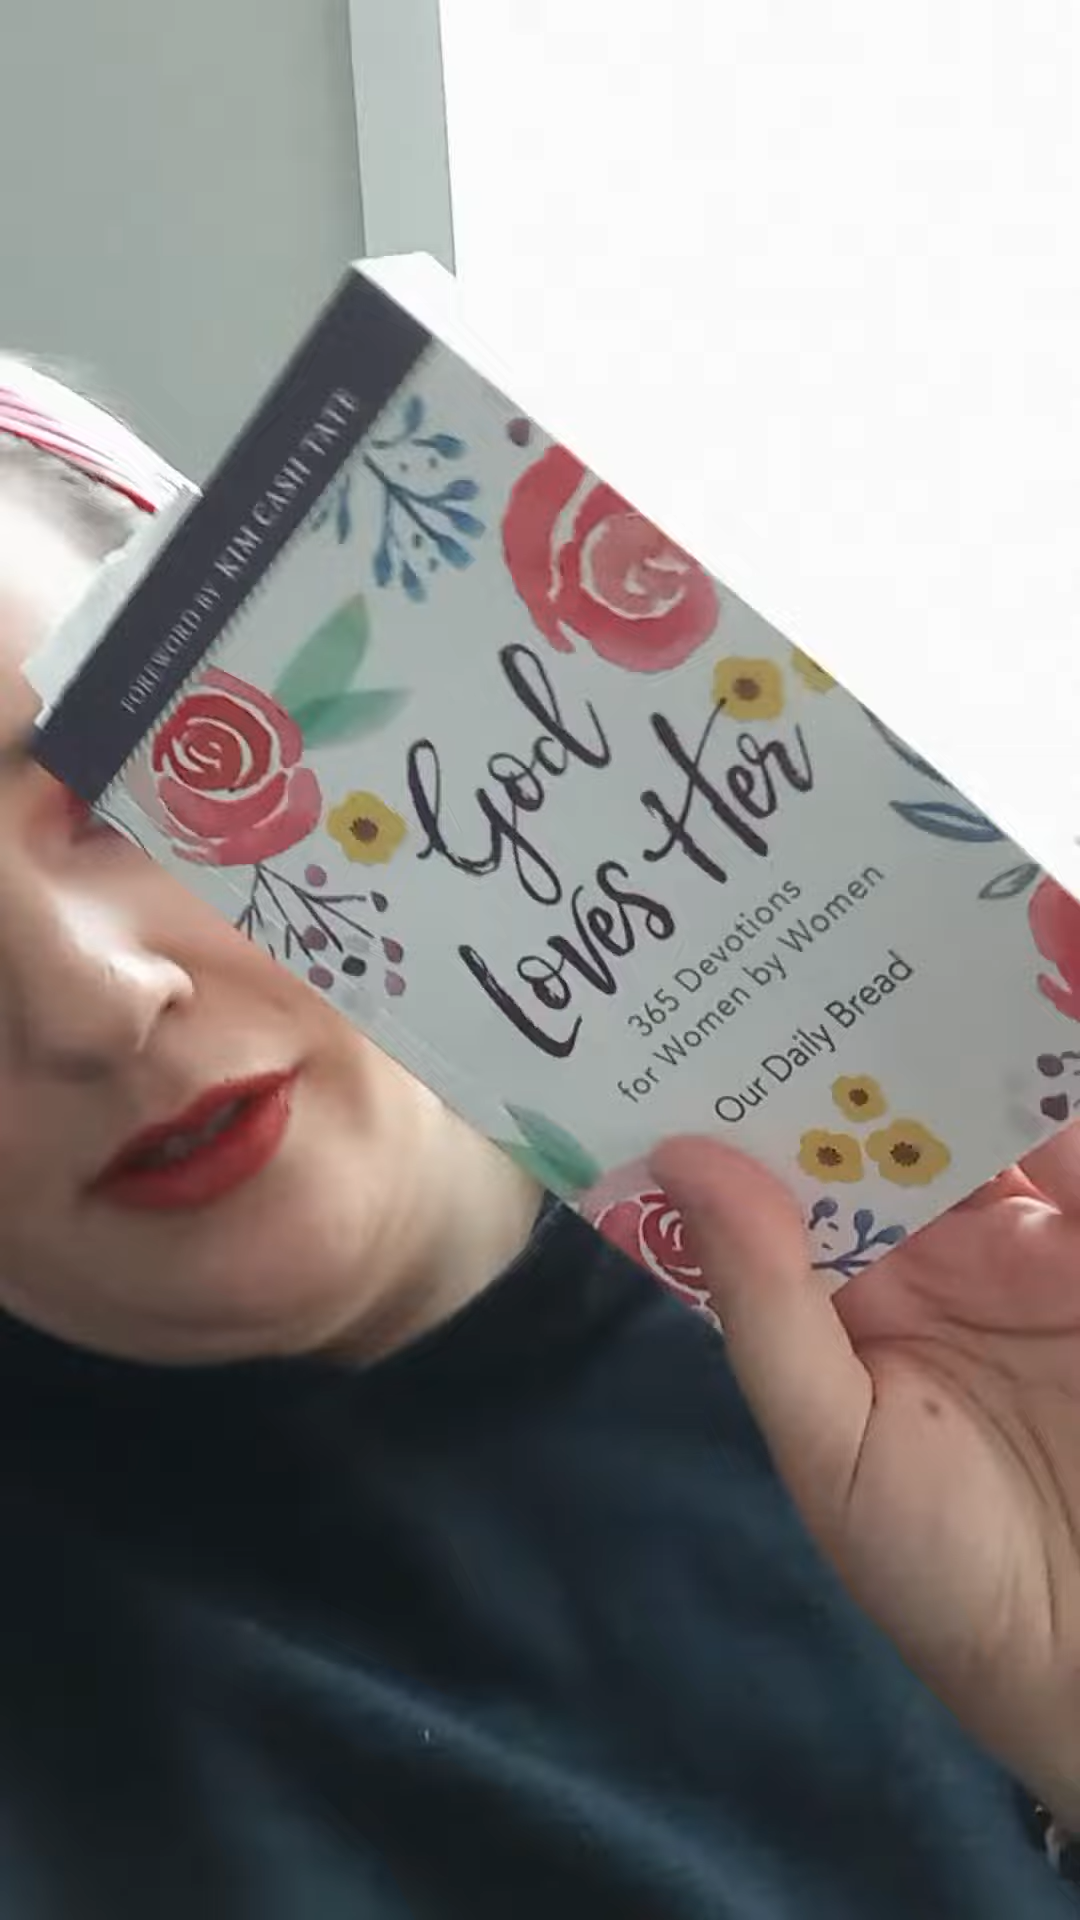 FOREWORD BY KIM CASH TATE
God
Loves Her
365 Devotions
for Women by Women
Our Daily Bread